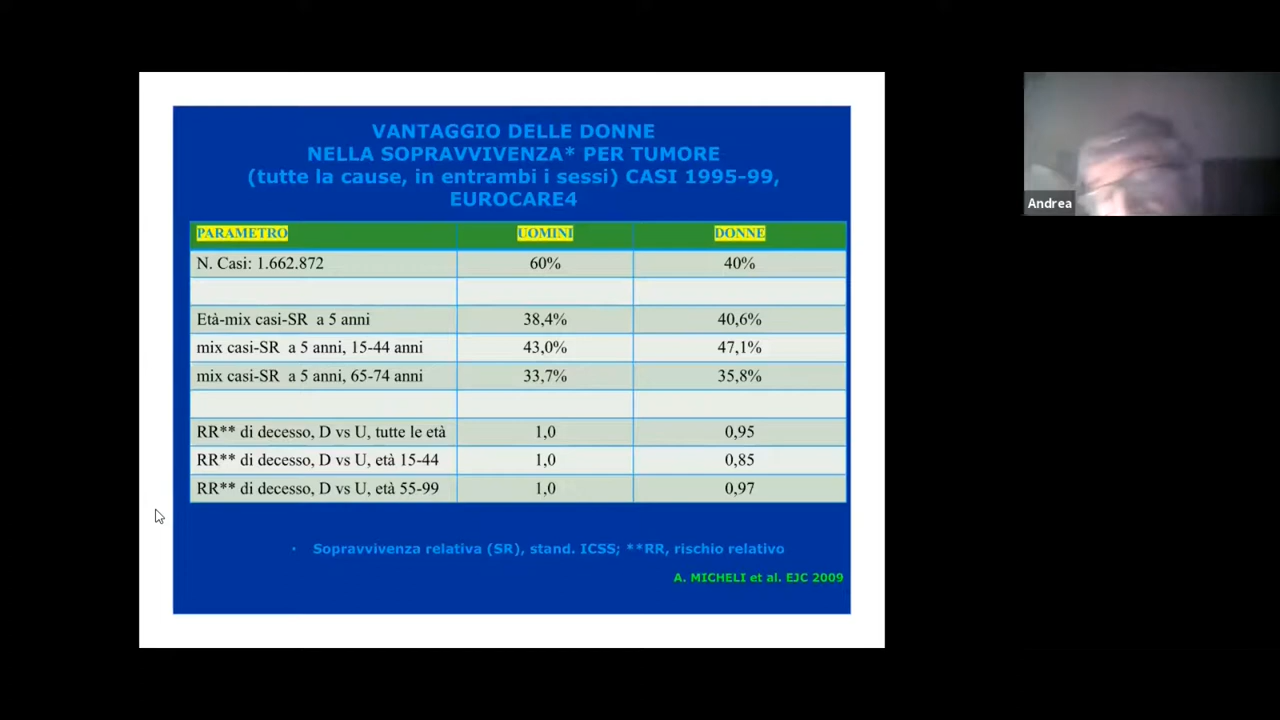 VANTAGGIO DELLE DONNE
NELLA SOPRAVVIVENZA* PER TUMORE
(tutte la cause, in entrambi i sessi) CASI 1995-99,
EUROCARE4
PARAMETRO UOMINI DONNE
N. Casi: 1.662.872 60% 40%
Età-mix casi-SR a 5 anni 38,4% 40,6%
mix casi-SR a 5 anni, 15-44 anni 43,0% 47,1%
mix casi-SR a 5 anni, 65-74 anni 33,7% 35,8%
RR** di decesso, D vs U, tutte le età 1,0 0,95
RR** di decesso, D vs U, età 15-44 1,0 0,85
RR** di decesso, D vs U, età 55-99 1,0 0,97
• Sopravvivenza relativa (SR), stand. ICSS; **RR, rischio relativo
A. MICHELI et al. EJC 2009
Andrea